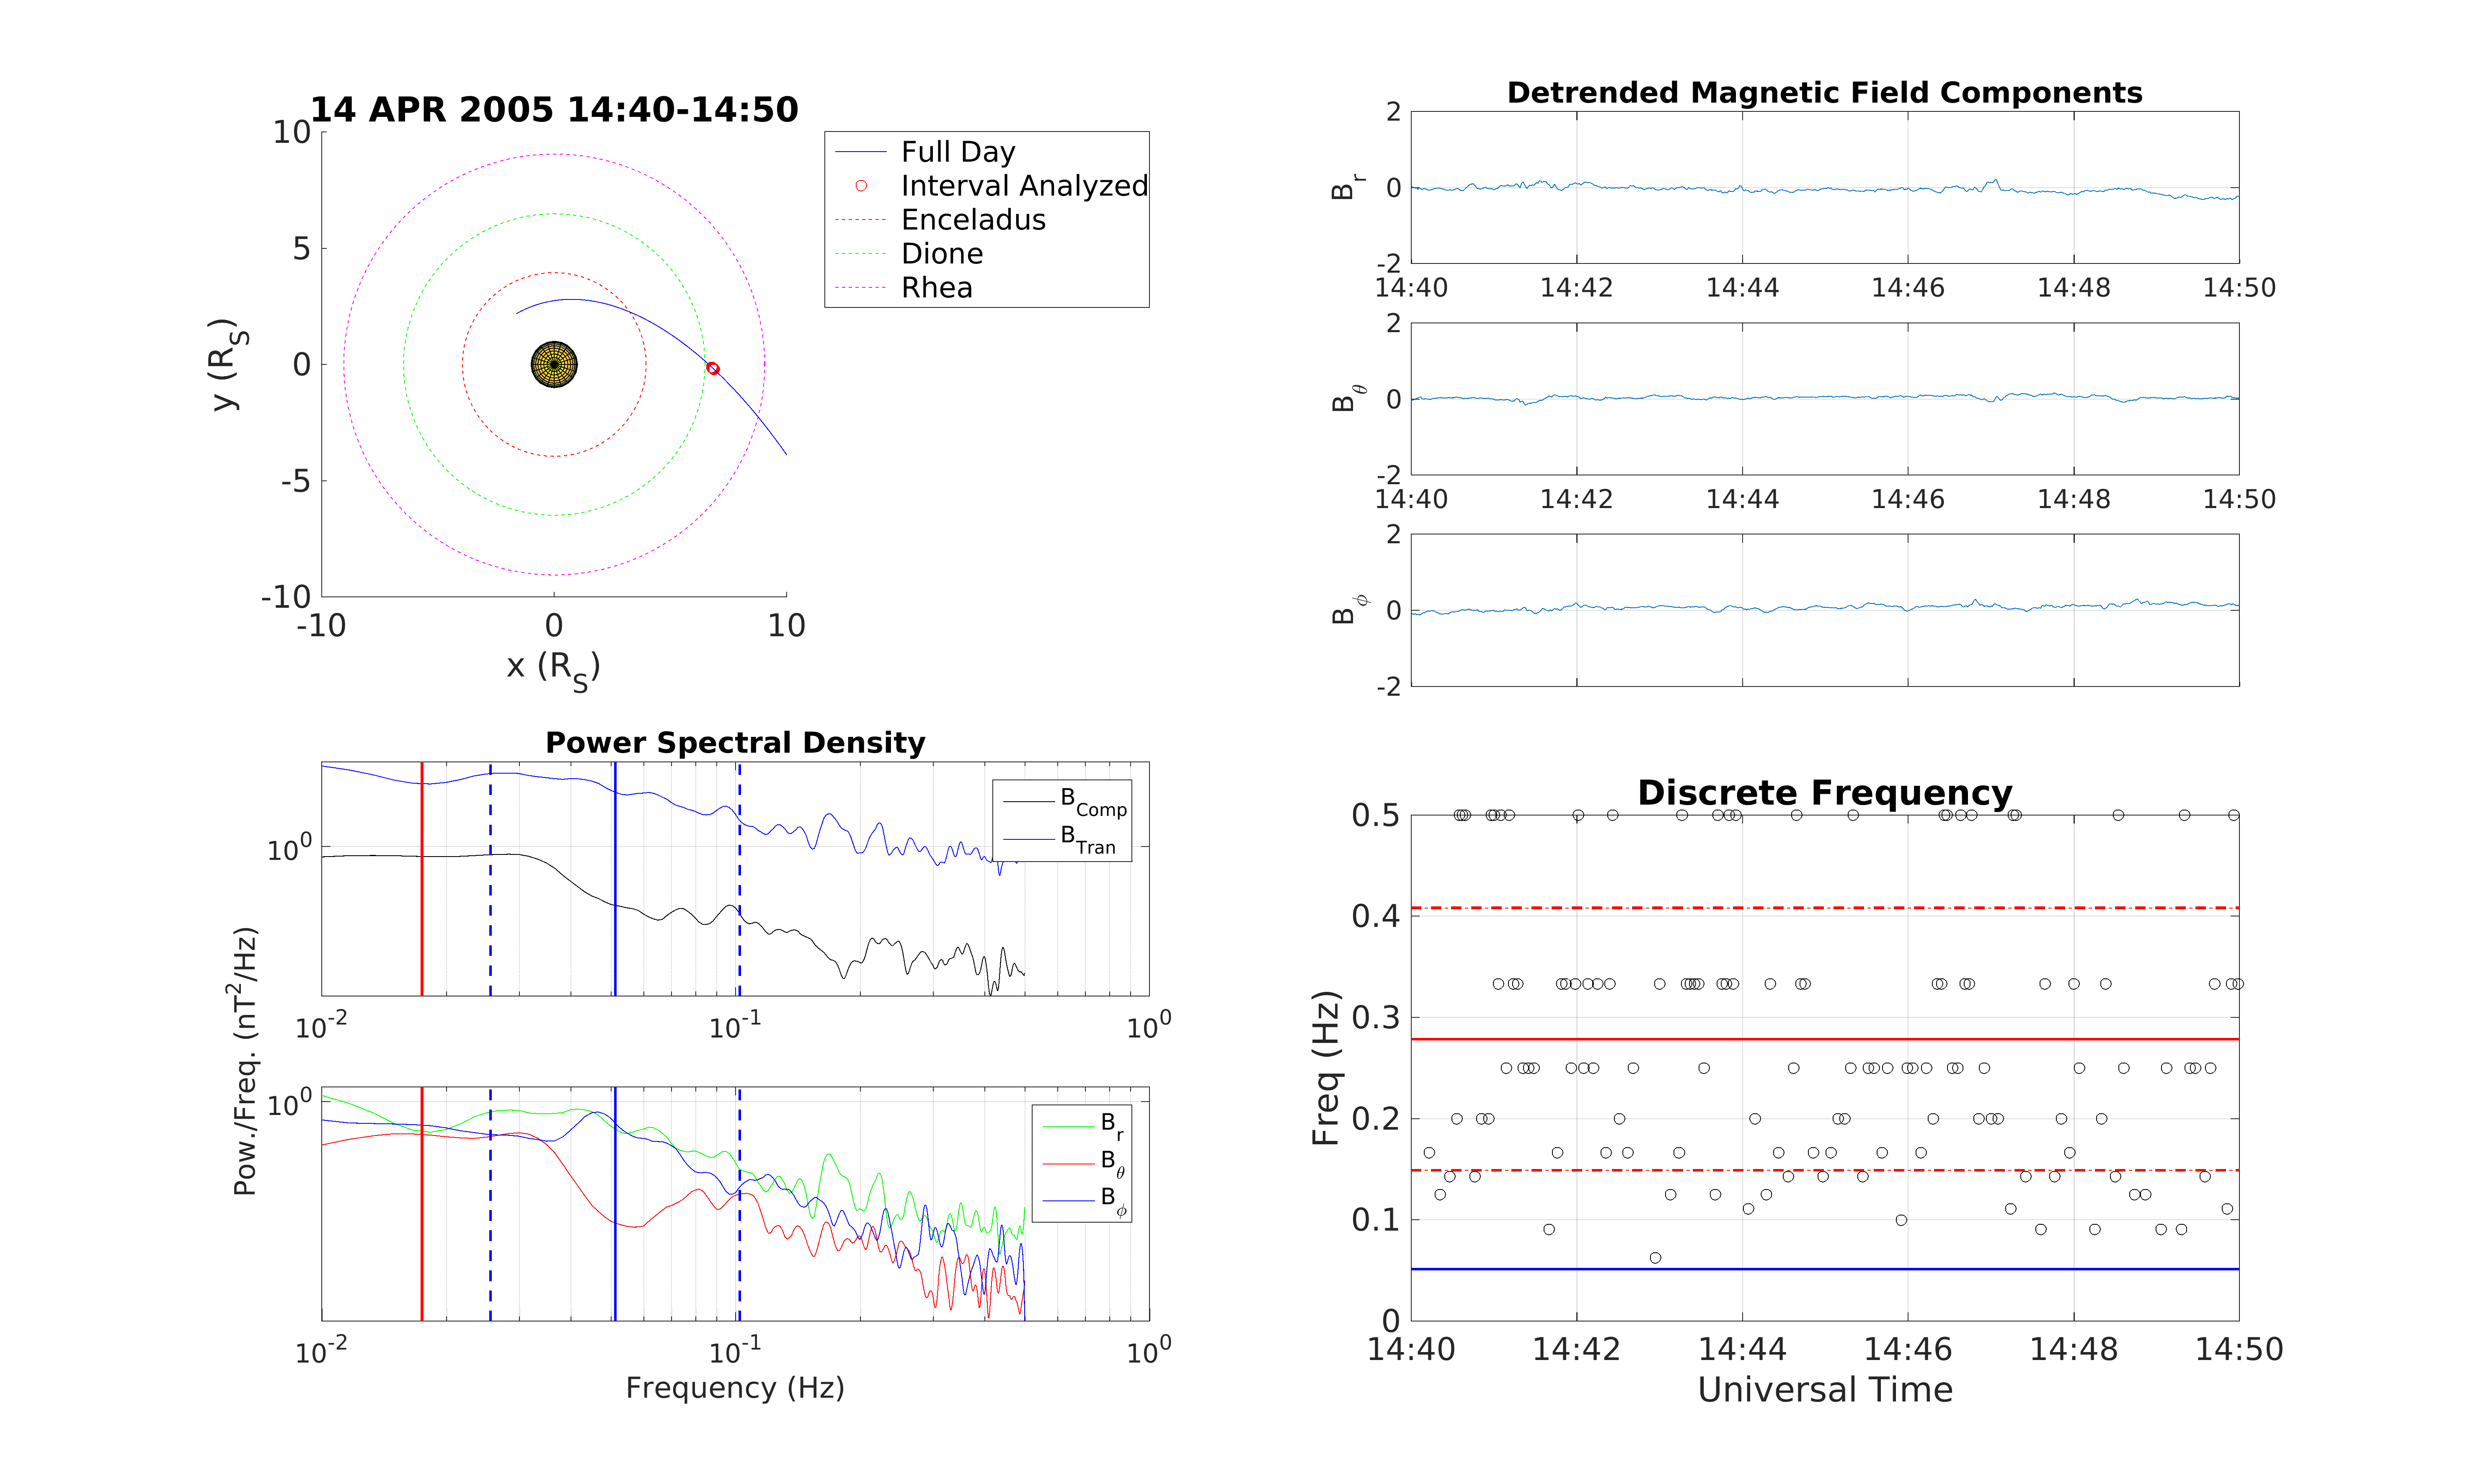 14 APR 2005 14:40-14:50
10
5
0
-5
-10
-10 0 10
y (R_S)
x (R_S)
Full Day
Interval Analyzed
Enceladus
Dione
Rhea
Detrended Magnetic Field Components
2
0
-2
B_r
14:40 14:42 14:44 14:46 14:48 14:50
2
0
-2
B_θ
14:40 14:42 14:44 14:46 14:48 14:50
2
0
-2
B_ϕ
Power Spectral Density
10^0
B_Comp
B_Tran
10^-2 10^-1 10^0
Pow./Freq. (nT^2/Hz)
10^0
B_r
B_θ
B_ϕ
10^-2 10^-1 10^0
Frequency (Hz)
Discrete Frequency
0.5
0.4
0.3
0.2
0.1
0
Freq (Hz)
14:40 14:42 14:44 14:46 14:48 14:50
Universal Time